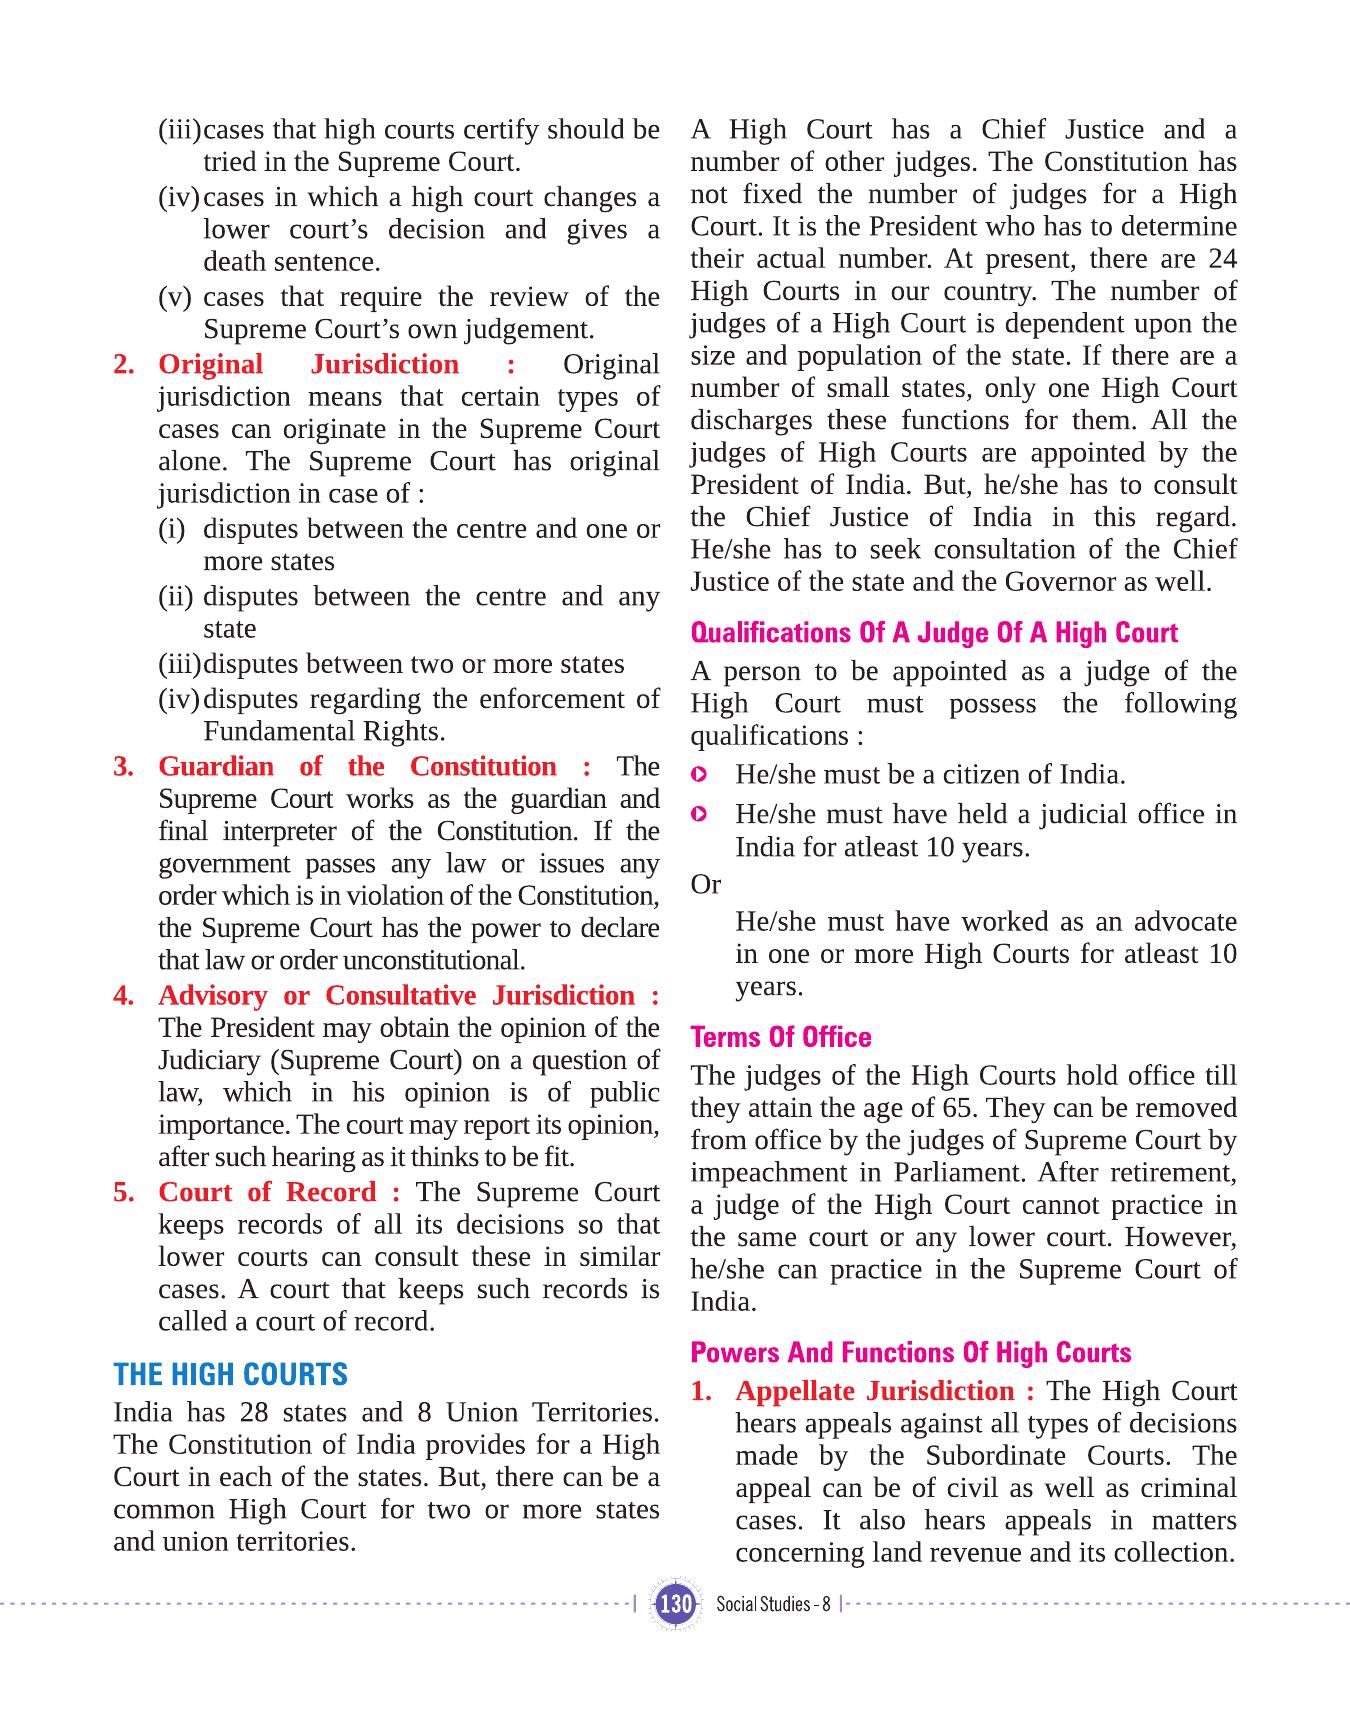 (iii)cases that high courts certify should be
tried in the Supreme Court.
(iv)cases in which a high court changes a
lower court’s decision and gives a
death sentence.
(v) cases that require the review of the
Supreme Court’s own judgement.
2. Original Jurisdiction : Original
jurisdiction means that certain types of
cases can originate in the Supreme Court
alone. The Supreme Court has original
jurisdiction in case of :
(i) disputes between the centre and one or
more states
(ii) disputes between the centre and any
state
(iii)disputes between two or more states
(iv)disputes regarding the enforcement of
Fundamental Rights.
3. Guardian of the Constitution : The
Supreme Court works as the guardian and
final interpreter of the Constitution. If the
government passes any law or issues any
order which is in violation of the Constitution,
the Supreme Court has the power to declare
that law or order unconstitutional.
4. Advisory or Consultative Jurisdiction :
The President may obtain the opinion of the
Judiciary (Supreme Court) on a question of
law, which in his opinion is of public
importance. The court may report its opinion,
after such hearing as it thinks to be fit.
5. Court of Record : The Supreme Court
keeps records of all its decisions so that
lower courts can consult these in similar
cases. A court that keeps such records is
called a court of record.
THE HIGH COURTS
India has 28 states and 8 Union Territories.
The Constitution of India provides for a High
Court in each of the states. But, there can be a
common High Court for two or more states
and union territories.
A High Court has a Chief Justice and a
number of other judges. The Constitution has
not fixed the number of judges for a High
Court. It is the President who has to determine
their actual number. At present, there are 24
High Courts in our country. The number of
judges of a High Court is dependent upon the
size and population of the state. If there are a
number of small states, only one High Court
discharges these functions for them. All the
judges of High Courts are appointed by the
President of India. But, he/she has to consult
the Chief Justice of India in this regard.
He/she has to seek consultation of the Chief
Justice of the state and the Governor as well.
Qualifications Of A Judge Of A High Court
A person to be appointed as a judge of the
High Court must possess the following
qualifications :
He/she must be a citizen of India.
He/she must have held a judicial office in
India for atleast 10 years.
Or
He/she must have worked as an advocate
in one or more High Courts for atleast 10
years.
Terms Of Office
The judges of the High Courts hold office till
they attain the age of 65. They can be removed
from office by the judges of Supreme Court by
impeachment in Parliament. After retirement,
a judge of the High Court cannot practice in
the same court or any lower court. However,
he/she can practice in the Supreme Court of
India.
Powers And Functions Of High Courts
1. Appellate Jurisdiction : The High Court
hears appeals against all types of decisions
made by the Subordinate Courts. The
appeal can be of civil as well as criminal
cases. It also hears appeals in matters
concerning land revenue and its collection.
130 Social Studies - 8